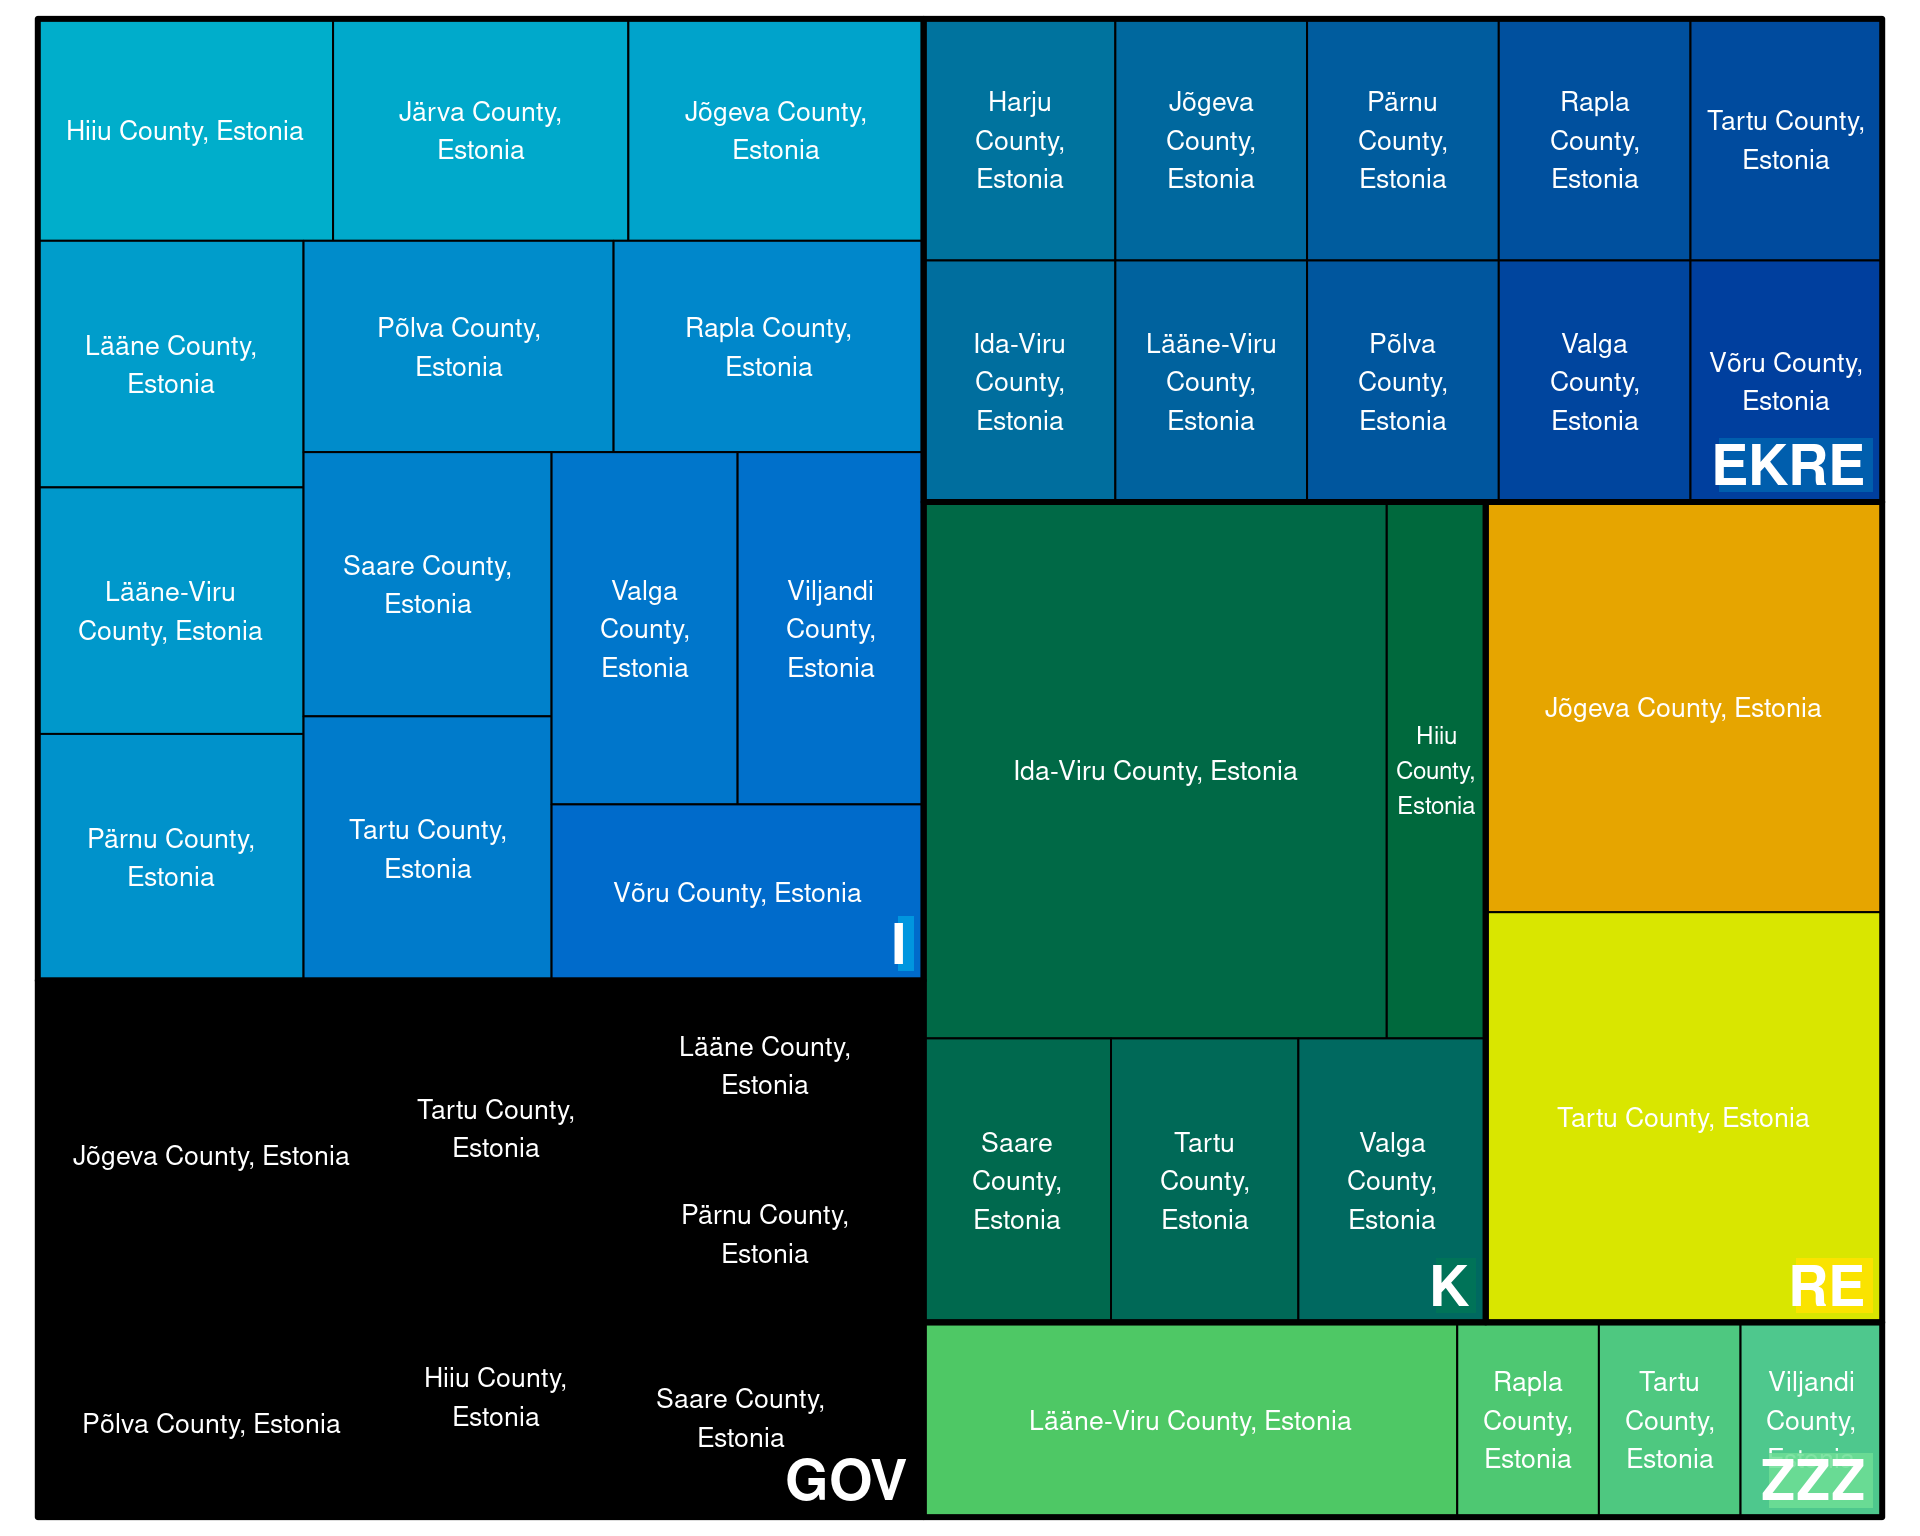 Hiiu County, Estonia
Järva County,
Estonia
Jõgeva County,
Estonia
Lääne County,
Estonia
Põlva County,
Estonia
Rapla County,
Estonia
Lääne-Viru
County, Estonia
Saare County,
Estonia
Valga
County,
Estonia
Viljandi
County,
Estonia
Pärnu County,
Estonia
Tartu County,
Estonia
Võru County, Estonia
I
Harju
County,
Estonia
Jõgeva
County,
Estonia
Pärnu
County,
Estonia
Rapla
County,
Estonia
Tartu County,
Estonia
Ida-Viru
County,
Estonia
Lääne-Viru
County,
Estonia
Põlva
County,
Estonia
Valga
County,
Estonia
Võru County,
Estonia
EKRE
Ida-Viru County, Estonia
Hiiu
County,
Estonia
Saare
County,
Estonia
Tartu
County,
Estonia
Valga
County,
Estonia
K
Jõgeva County, Estonia
Tartu County, Estonia
RE
Jõgeva County, Estonia
Tartu County,
Estonia
Lääne County,
Estonia
Pärnu County,
Estonia
Põlva County, Estonia
Hiiu County,
Estonia
Saare County,
Estonia
GOV
Lääne-Viru County, Estonia
Rapla
County,
Estonia
Tartu
County,
Estonia
Viljandi
County,
Estonia
ZZZ